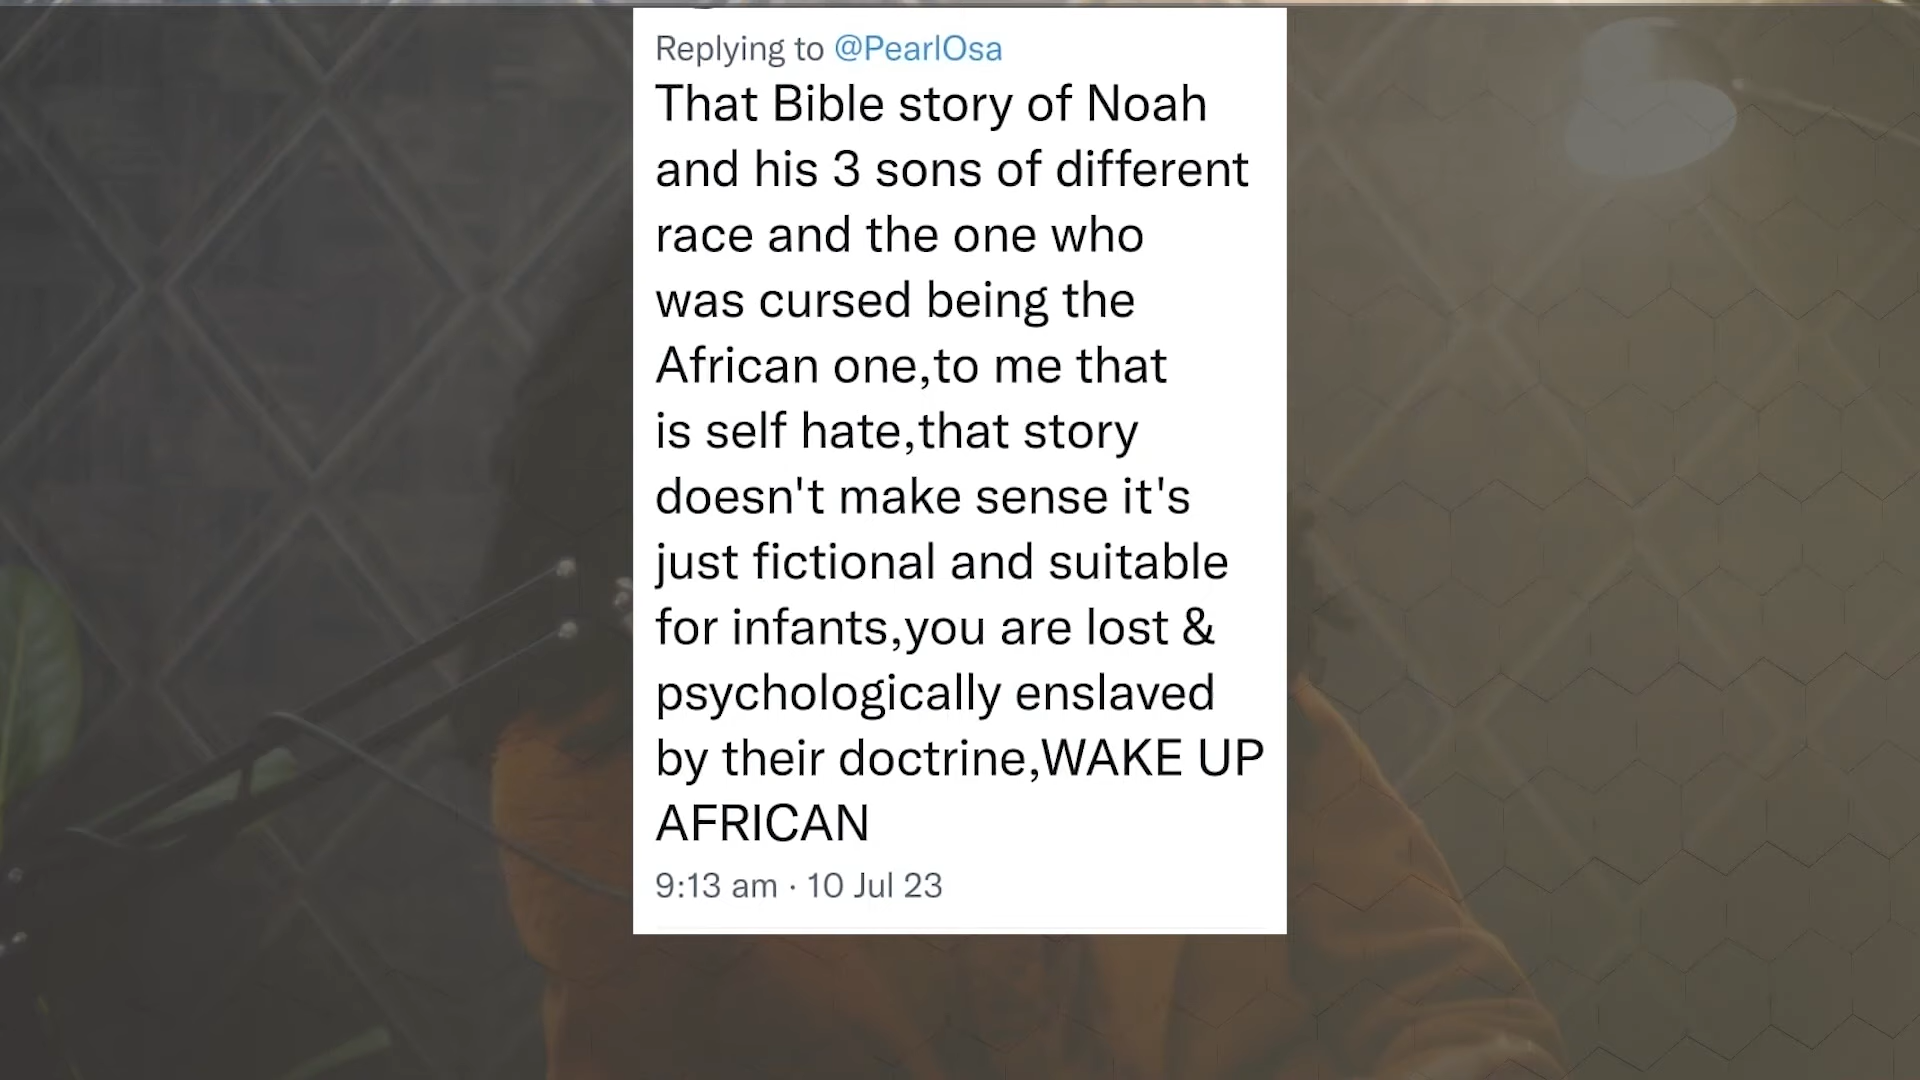 Replying to @PearlOsa
That Bible story of Noah
and his 3 sons of different
race and the one who
was cursed being the
African one,to me that
is self hate,that story
doesn't make sense it's
just fictional and suitable
for infants,you are lost &
psychologically enslaved
by their doctrine,WAKE UP
AFRICAN
9:13 am · 10 Jul 23